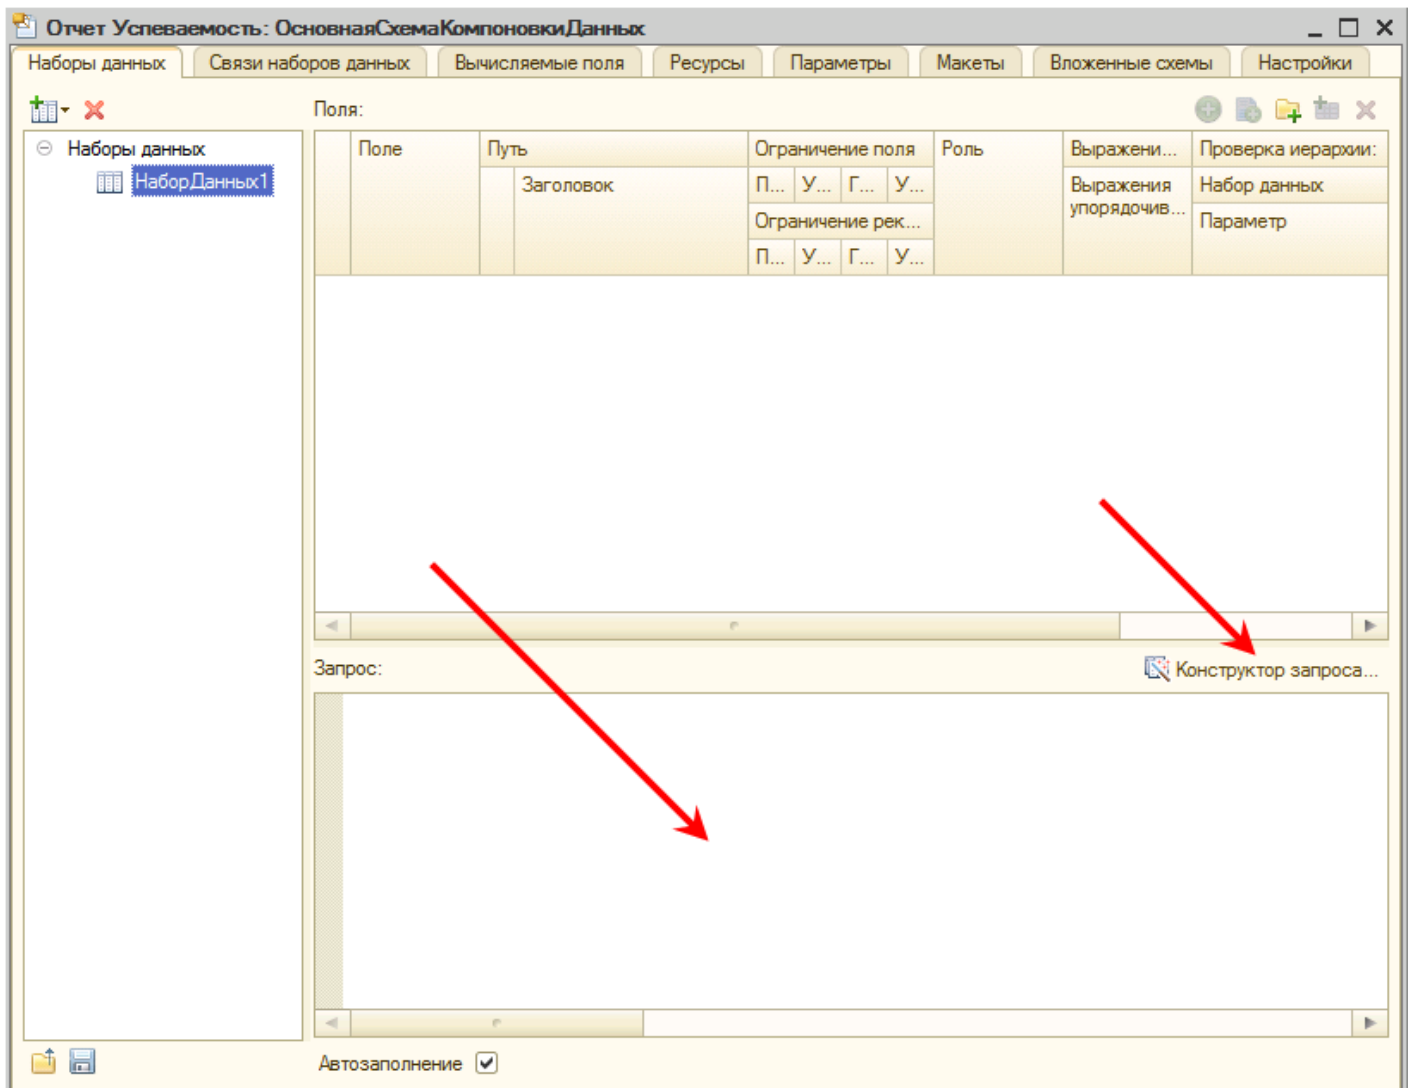 Отчет Успеваемость: ОсновнаяСхемаКомпоновкиДанных
Наборы данных Связи наборов данных Вычисляемые поля Ресурсы Параметры Макеты Вложенные схемы Настройки
Поля:
Наборы данных
НаборДанных1
Поле Путь Ограничение поля Роль Выражени... Проверка иерархии:
Заголовок П... У... Г... У... Выражения Набор данных
упорядочив...
Ограничение рек... Параметр
П... У... Г... У...
Запрос: Конструктор запроса...
Автозаполнение